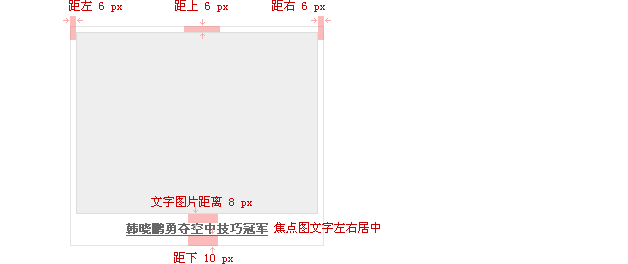 距左 6 px 距上 6 px 距右 6 px
文字图片距离 8 px
韩晓鹏勇夺空中技巧冠军 焦点图文字左右居中
距下 10 px